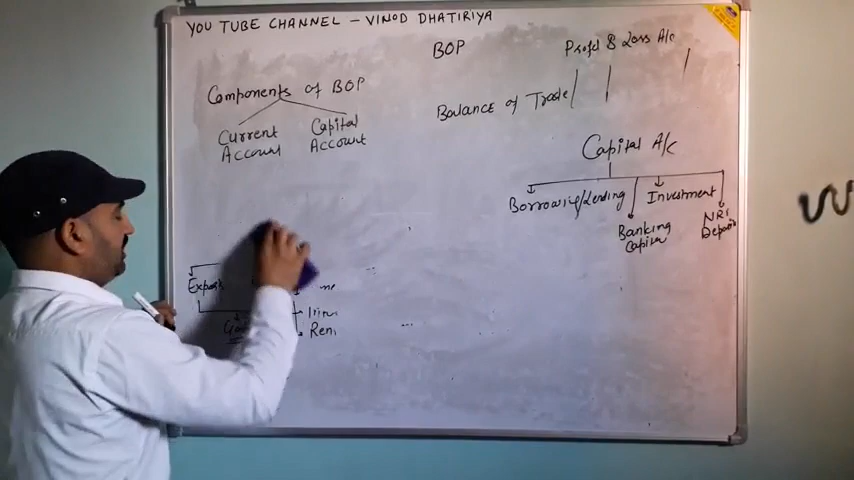 YOU TUBE CHANNEL - VINOD DHATIRIYA
BOP
Profit & Loss A/c
Components of BOP
Current Account
Capital Account
Balance of Trade
Capital A/c
Borrowing/Lending
Investment
Banking
Capital
NRI
Deposit
Export